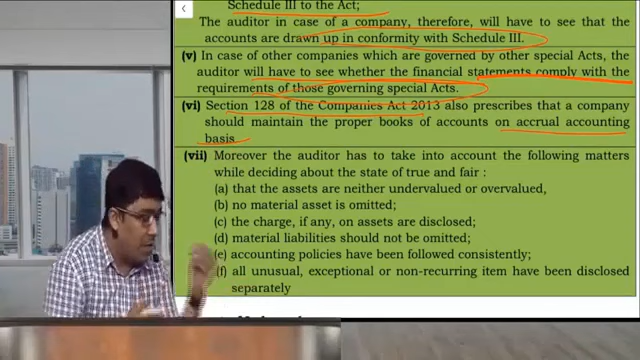 Schedule III to the Act;
The auditor in case of a company, therefore, will have to see that the
accounts are drawn up in conformity with Schedule III.
(v) In case of other companies which are governed by other special Acts, the
auditor will have to see whether the financial statements comply with the
requirements of those governing special Acts.
(vi) Section 128 of the Companies Act 2013 also prescribes that a company
should maintain the proper books of accounts on accrual accounting
basis.
(vii) Moreover the auditor has to take into account the following matters
while deciding about the state of true and fair :
(a) that the assets are neither undervalued or overvalued,
(b) no material asset is omitted;
(c) the charge, if any, on assets are disclosed;
(d) material liabilities should not be omitted;
(e) accounting policies have been followed consistently;
(f) all unusual, exceptional or non-recurring item have been disclosed
separately